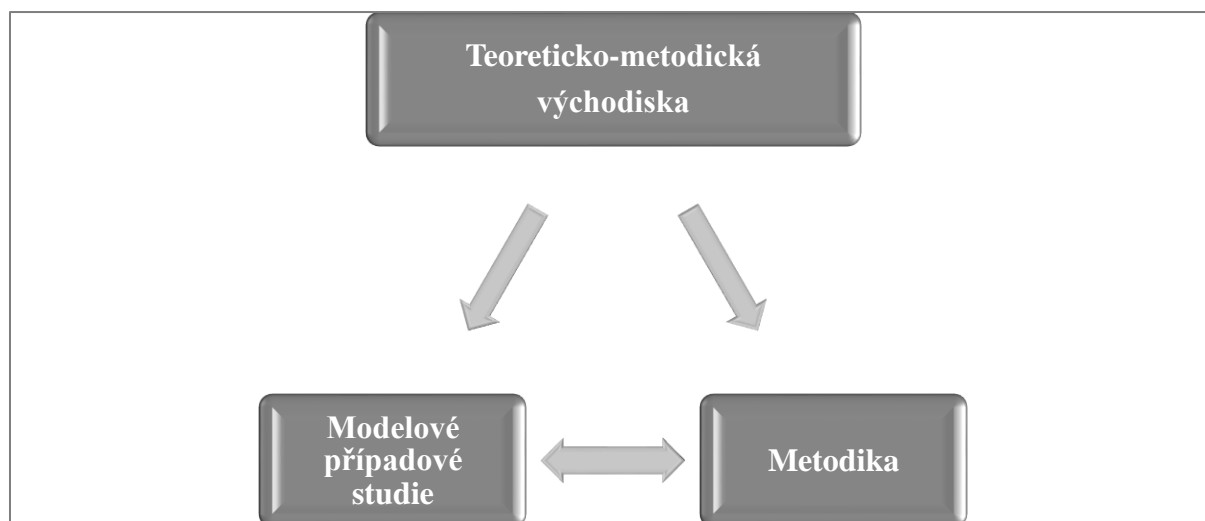 Teoreticko-metodická
východiska
Modelové
případové
studie
Metodika